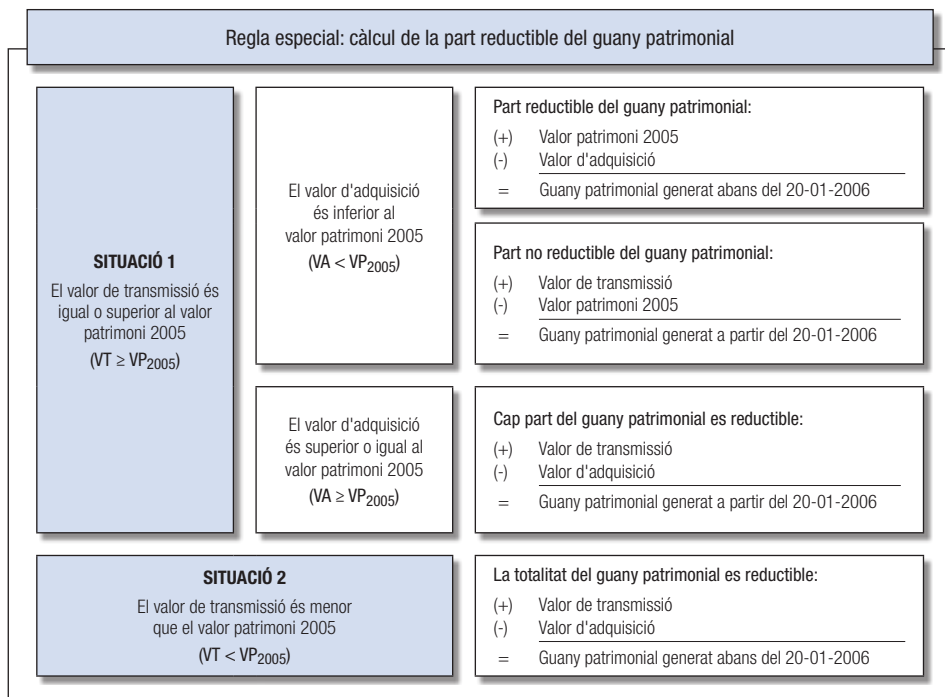 Regla especial: càlcul de la part reductible del guany patrimonial
SITUACIÓ 1
El valor de transmissió és
igual o superior al valor
patrimoni 2005
(VT ≥ VP2005)
El valor d'adquisició
és inferior al
valor patrimoni 2005
(VA < VP2005)
Part reductible del guany patrimonial:
(+) Valor patrimoni 2005
(-) Valor d'adquisició
= Guany patrimonial generat abans del 20-01-2006
Part no reductible del guany patrimonial:
(+) Valor de transmissió
(-) Valor patrimoni 2005
= Guany patrimonial generat a partir del 20-01-2006
El valor d'adquisició
és superior o igual al
valor patrimoni 2005
(VA ≥ VP2005)
Cap part del guany patrimonial es reductible:
(+) Valor de transmissió
(-) Valor d'adquisició
= Guany patrimonial generat a partir del 20-01-2006
SITUACIÓ 2
El valor de transmissió és menor
que el valor patrimoni 2005
(VT < VP2005)
La totalitat del guany patrimonial es reductible:
(+) Valor de transmissió
(-) Valor d'adquisició
= Guany patrimonial generat abans del 20-01-2006